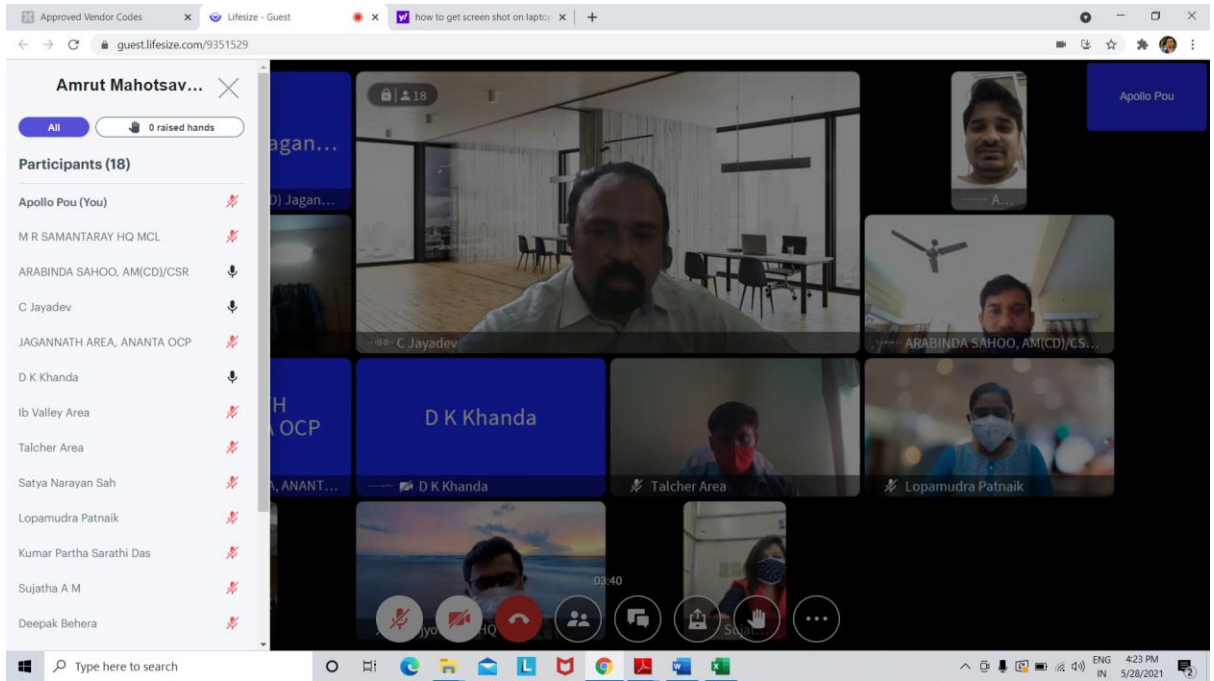 Approved Vendor Codes
Lifesize - Guest
how to get screen shot on laptop
guest.lifesize.com/9351529
Amrut Mahotsav...
All
0 raised hands
Participants (18)
Apollo Pou (You)
M R SAMANTARAY HQ MCL
ARABINDA SAHOO, AM(CD)/CSR
C Jayadev
JAGANNATH AREA, ANANTA OCP
D K Khanda
Ib Valley Area
Talcher Area
Satya Narayan Sah
Lopamudra Patnaik
Kumar Partha Sarathi Das
Sujatha A M
Deepak Behera
agan...
D) Jagan...
18
C Jayadev
A...
Apollo Pou
ARABINDA SAHOO, AM(CD)/CS...
H
OCP
A, ANANT...
D K Khanda
D K Khanda
Talcher Area
Lopamudra Patnaik
03:40
HQ
Sujat...
Type here to search
ENG
IN
4:23 PM
5/28/2021
2